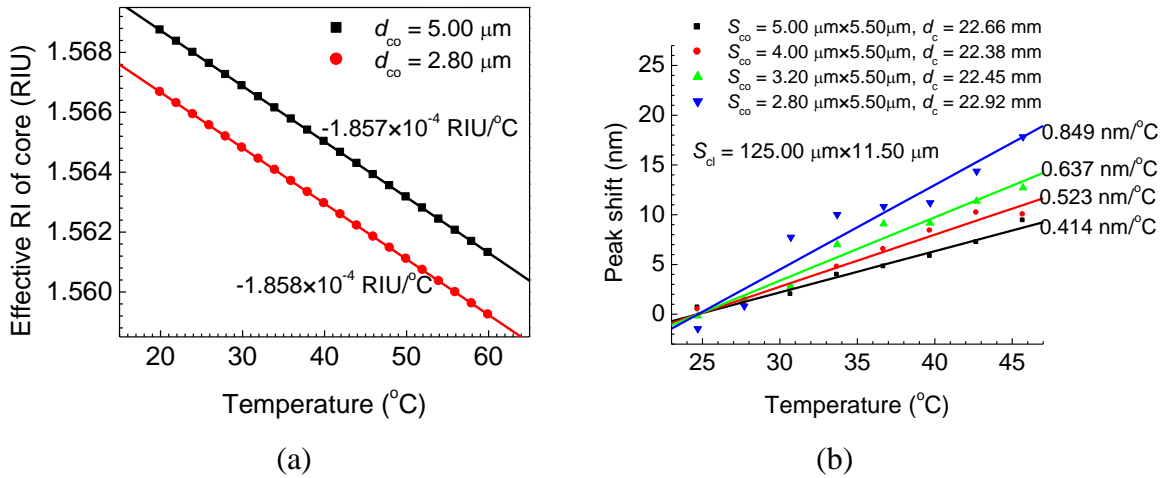 d_co = 5.00 μm
d_co = 2.80 μm
-1.857×10⁻⁴ RIU/°C
-1.858×10⁻⁴ RIU/°C
Effective RI of core (RIU)
1.568
1.566
1.564
1.562
1.560
20 30 40 50 60
Temperature (°C)
(a)
S_co = 5.00 μm×5.50μm, d_c = 22.66 mm
S_co = 4.00 μm×5.50μm, d_c = 22.38 mm
S_co = 3.20 μm×5.50μm, d_c = 22.45 mm
S_co = 2.80 μm×5.50μm, d_c = 22.92 mm
S_cl = 125.00 μm×11.50 μm
0.849 nm/°C
0.637 nm/°C
0.523 nm/°C
0.414 nm/°C
Peak shift (nm)
25
20
15
10
5
0
25 30 35 40 45
Temperature (°C)
(b)